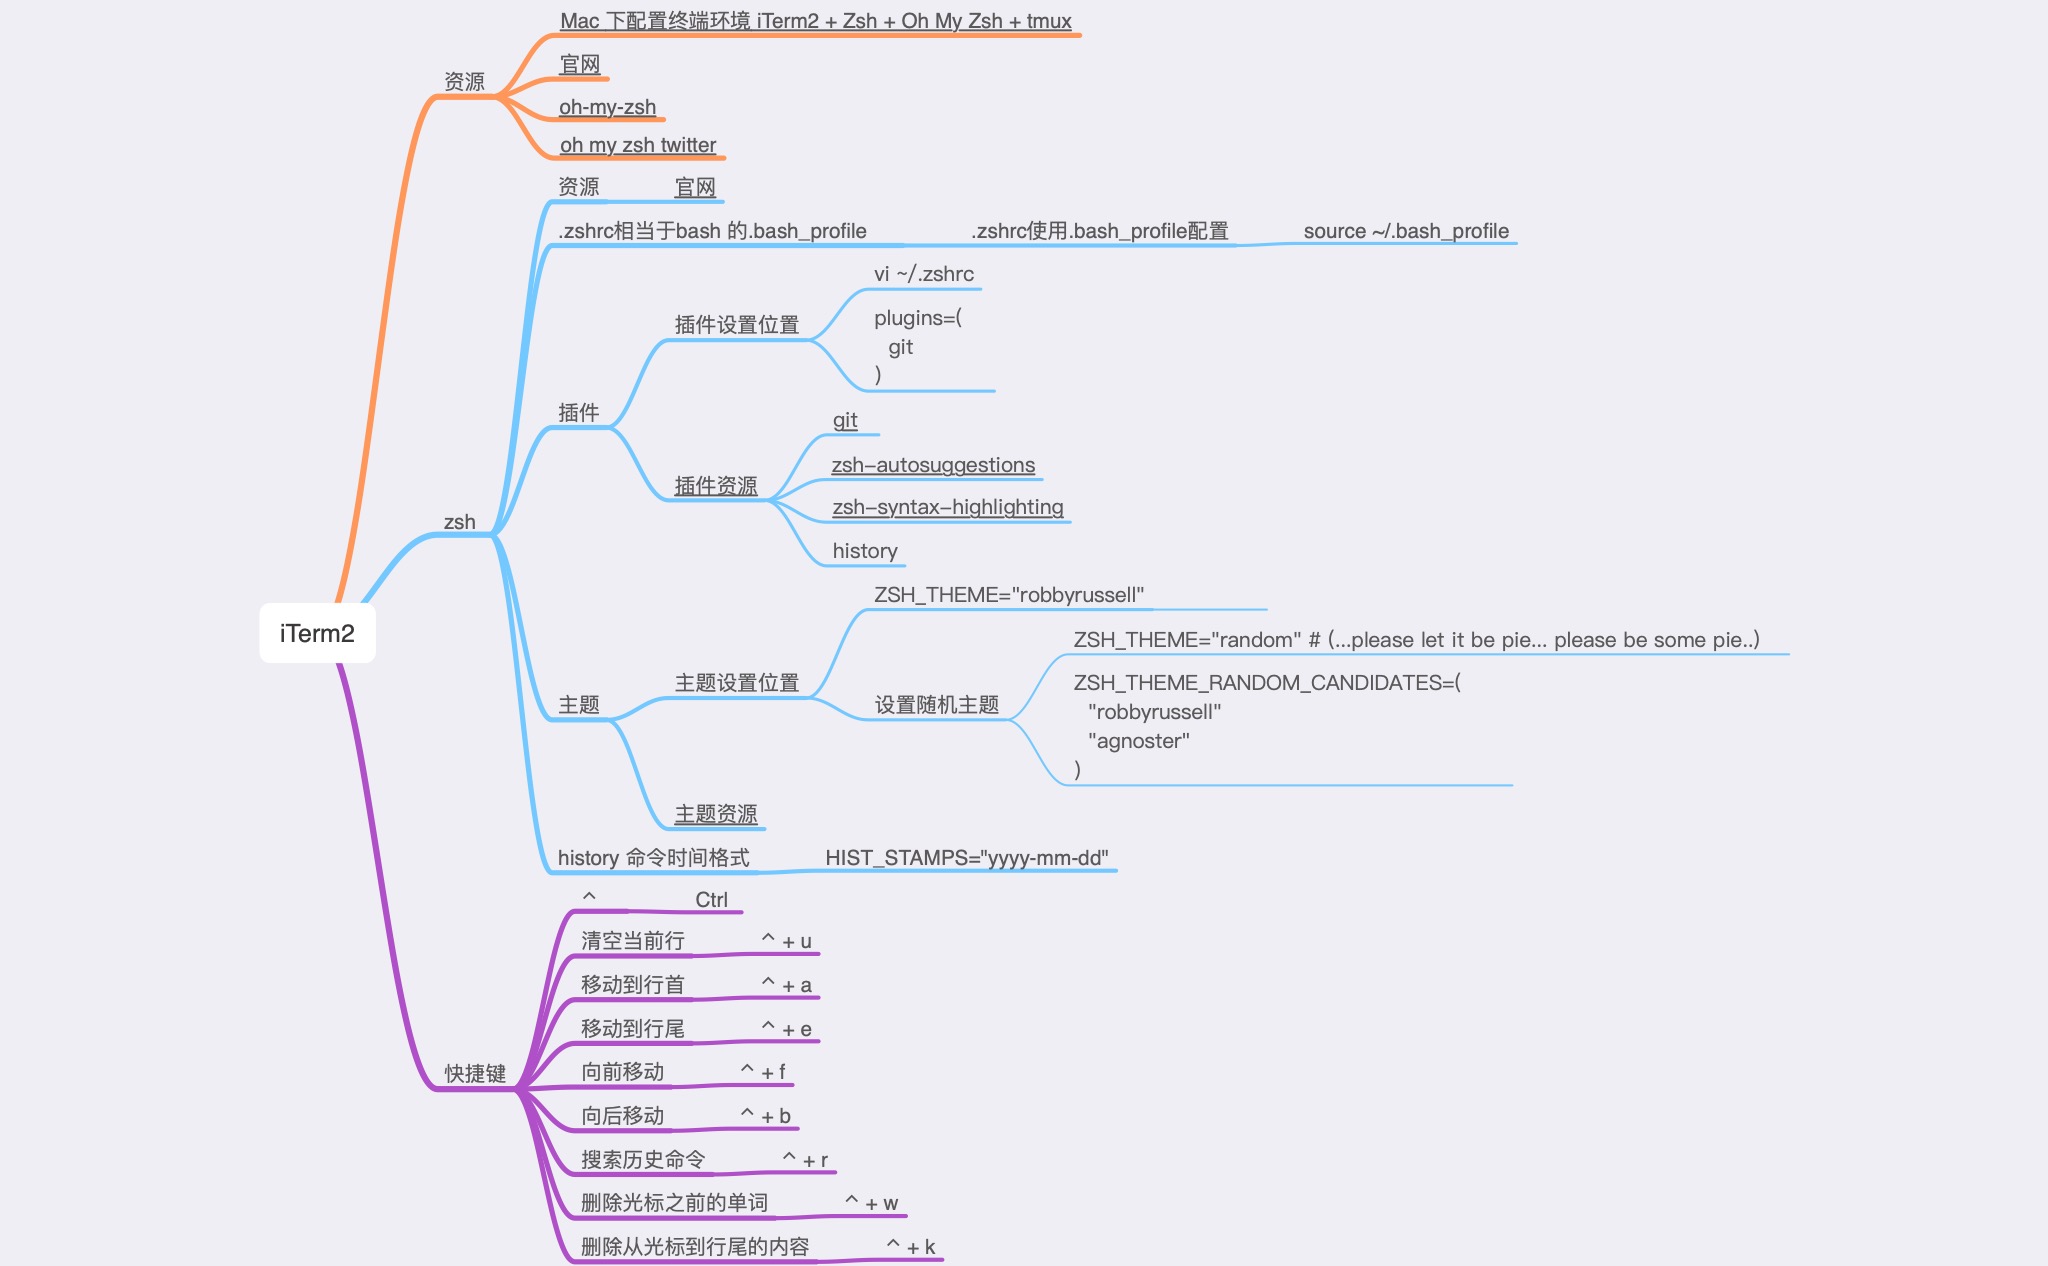 Mac 下配置终端环境 iTerm2 + Zsh + Oh My Zsh + tmux
官网
资源
oh-my-zsh
oh my zsh twitter
资源
官网
.zshrc相当于bash 的.bash_profile
.zshrc使用.bash_profile配置
source ~/.bash_profile
vi ~/.zshrc
插件设置位置
plugins=(
git
)
插件
git
zsh-autosuggestions
插件资源
zsh-syntax-highlighting
history
zsh
ZSH_THEME="robbyrussell"
iTerm2
主题设置位置
ZSH_THEME="random" # (...please let it be pie... please be some pie..)
设置随机主题
ZSH_THEME_RANDOM_CANDIDATES=(
"robbyrussell"
"agnoster"
)
主题
主题资源
history 命令时间格式
HIST_STAMPS="yyyy-mm-dd"
^
Ctrl
清空当前行
^ + u
移动到行首
^ + a
移动到行尾
^ + e
快捷键
向前移动
^ + f
向后移动
^ + b
搜索历史命令
^ + r
删除光标之前的单词
^ + w
删除从光标到行尾的内容
^ + k